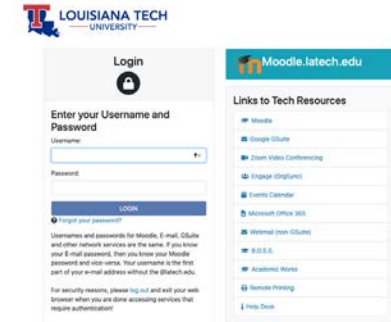 LOUISIANA TECH
UNIVERSITY
Login
Enter your Username and
Password
Username:
Password:
LOGIN
Forgot your password?
Usernames and passwords for Moodle, E-mail, GSuite
and other network services are the same. If you know
your E-mail password, then you know your Moodle
password and vice-versa. Your username is the first
part of your e-mail address without the @latech.edu.
For security reasons, please log out and exit your web
browser when you are done accessing services that
require authentication!
Moodle.latech.edu
Links to Tech Resources
Moodle
Google GSuite
Zoom Video Conferencing
Engage (OrgSync)
Events Calendar
Microsoft Office 365
Webmail (non-GSuite)
B.O.S.S.
Academic Works
Remote Printing
Help Desk